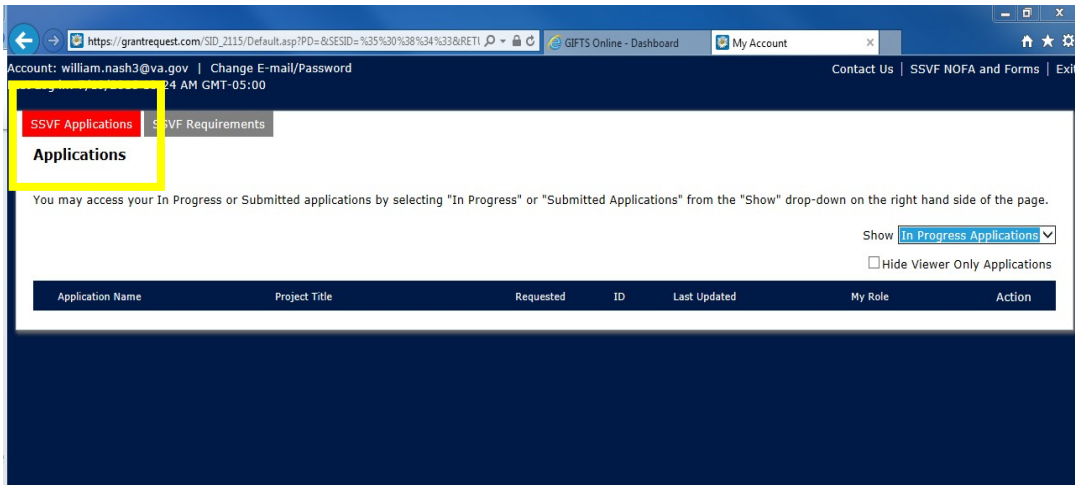 https://grantrequest.com/SID_2115/Default.asp?PD=&SESID=%35%30%38%34%33&RETU
GIFTS Online - Dashboard
My Account
Account: william.nash3@va.gov | Change E-mail/Password
Contact Us | SSVF NOFA and Forms | Exit
24 AM GMT-05:00
SSVF Applications
SSVF Requirements
Applications
You may access your In Progress or Submitted applications by selecting "In Progress" or "Submitted Applications" from the "Show" drop-down on the right hand side of the page.
Show In Progress Applications
Hide Viewer Only Applications
Application Name Project Title Requested ID Last Updated My Role Action